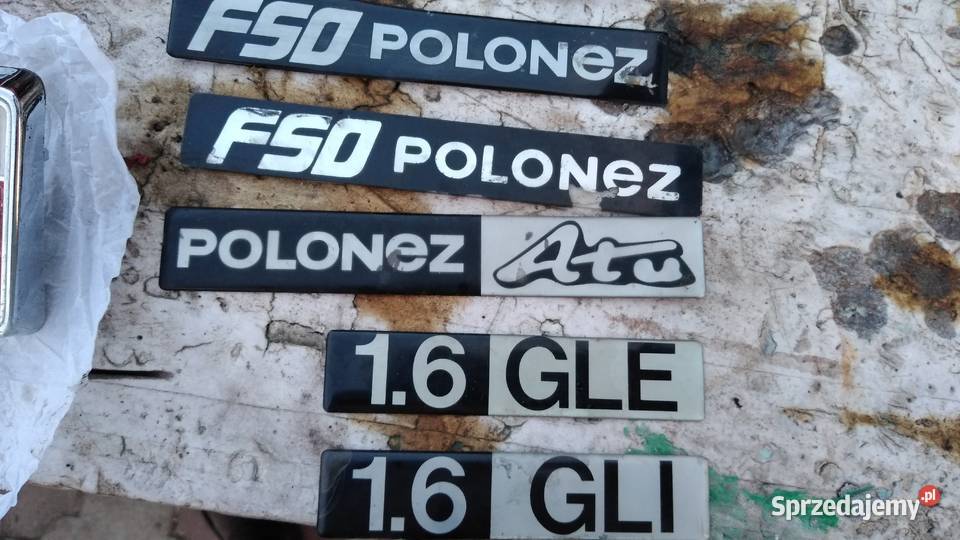 FSO POLONez
FSO POLONez
POLONez Atu
1.6 GLE
1.6 GLI
Sprzedajemy.pl